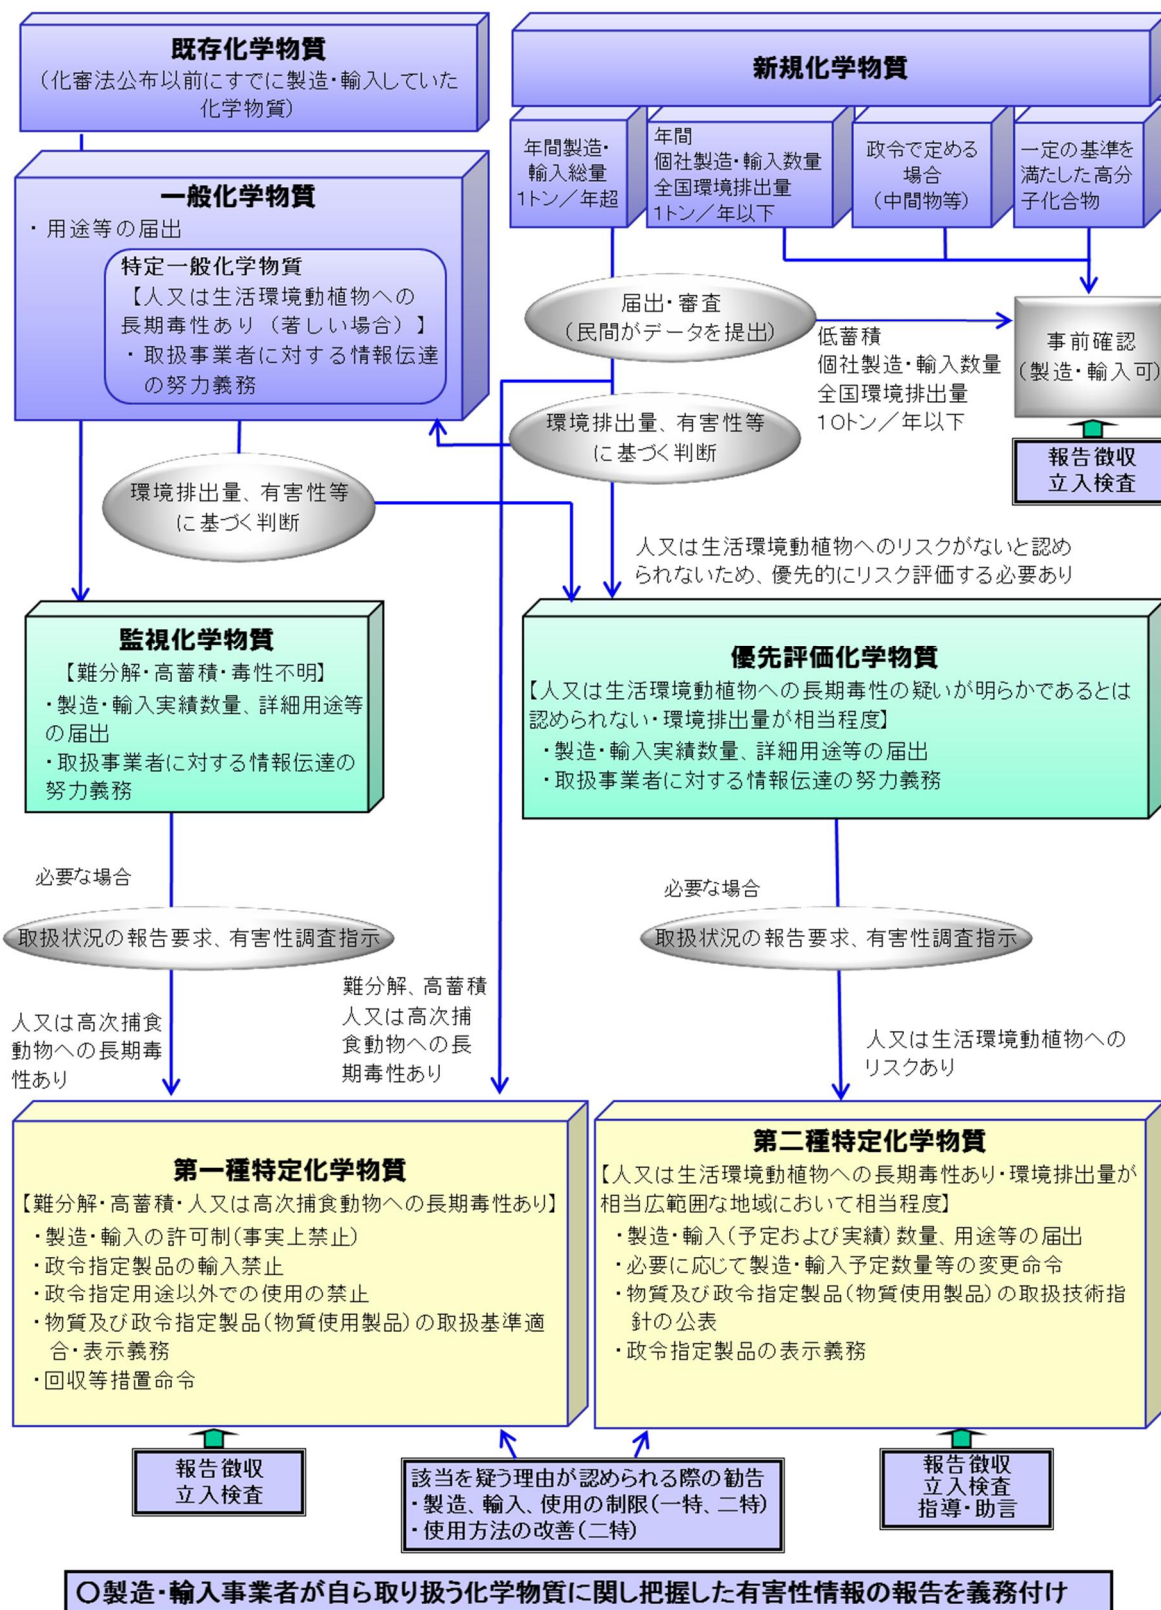 既存化学物質
（化審法公布以前にすでに製造・輸入していた
化学物質）
新規化学物質
年間製造・
輸入総量
1トン／年超
年間
個社製造・輸入数量
全国環境排出量
1トン／年以下
政令で定める
場合
（中間物等）
一定の基準を
満たした高分
子化合物
一般化学物質
・用途等の届出
特定一般化学物質
【人又は生活環境動植物への
長期毒性あり（著しい場合）】
・取扱事業者に対する情報伝達
の努力義務
届出・審査
（民間がデータを提出）
低蓄積
個社製造・輸入数量
全国環境排出量
10トン／年以下
事前確認
（製造・輸入可）
報告徴収
立入検査
環境排出量、有害性等
に基づく判断
環境排出量、有害性等
に基づく判断
人又は生活環境動植物へのリスクがないと認め
られないため、優先的にリスク評価する必要あり
監視化学物質
【難分解・高蓄積・毒性不明】
・製造・輸入実績数量、詳細用途等
の届出
・取扱事業者に対する情報伝達の
努力義務
優先評価化学物質
【人又は生活環境動植物への長期毒性の疑いが明らかであるとは
認められない・環境排出量が相当程度】
・製造・輸入実績数量、詳細用途等の届出
・取扱事業者に対する情報伝達の努力義務
必要な場合
取扱状況の報告要求、有害性調査指示
必要な場合
取扱状況の報告要求、有害性調査指示
人又は高次捕食
動物への長期毒
性あり
難分解、高蓄積
人又は高次捕
食動物への長
期毒性あり
人又は生活環境動植物への
リスクあり
第一種特定化学物質
【難分解・高蓄積・人又は高次捕食動物への長期毒性あり】
・製造・輸入の許可制（事実上禁止）
・政令指定製品の輸入禁止
・政令指定用途以外での使用の禁止
・物質及び政令指定製品（物質使用製品）の取扱基準適
合・表示義務
・回収等措置命令
第二種特定化学物質
【人又は生活環境動植物への長期毒性あり・環境排出量が
相当広範囲な地域において相当程度】
・製造・輸入（予定および実績）数量、用途等の届出
・必要に応じて製造・輸入予定数量等の変更命令
・物質及び政令指定製品（物質使用製品）の取扱技術指
針の公表
・政令指定製品の表示義務
報告徴収
立入検査
該当を疑う理由が認められる際の勧告
・製造、輸入、使用の制限（一特、二特）
・使用方法の改善（二特）
報告徴収
立入検査
指導・助言
○製造・輸入事業者が自ら取り扱う化学物質に関し把握した有害性情報の報告を義務付け